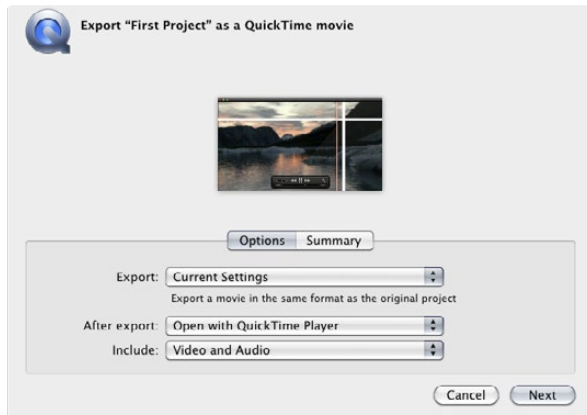 Export “First Project” as a QuickTime movie
Options Summary
Export: Current Settings
Export a movie in the same format as the original project
After export: Open with QuickTime Player
Include: Video and Audio
Cancel Next